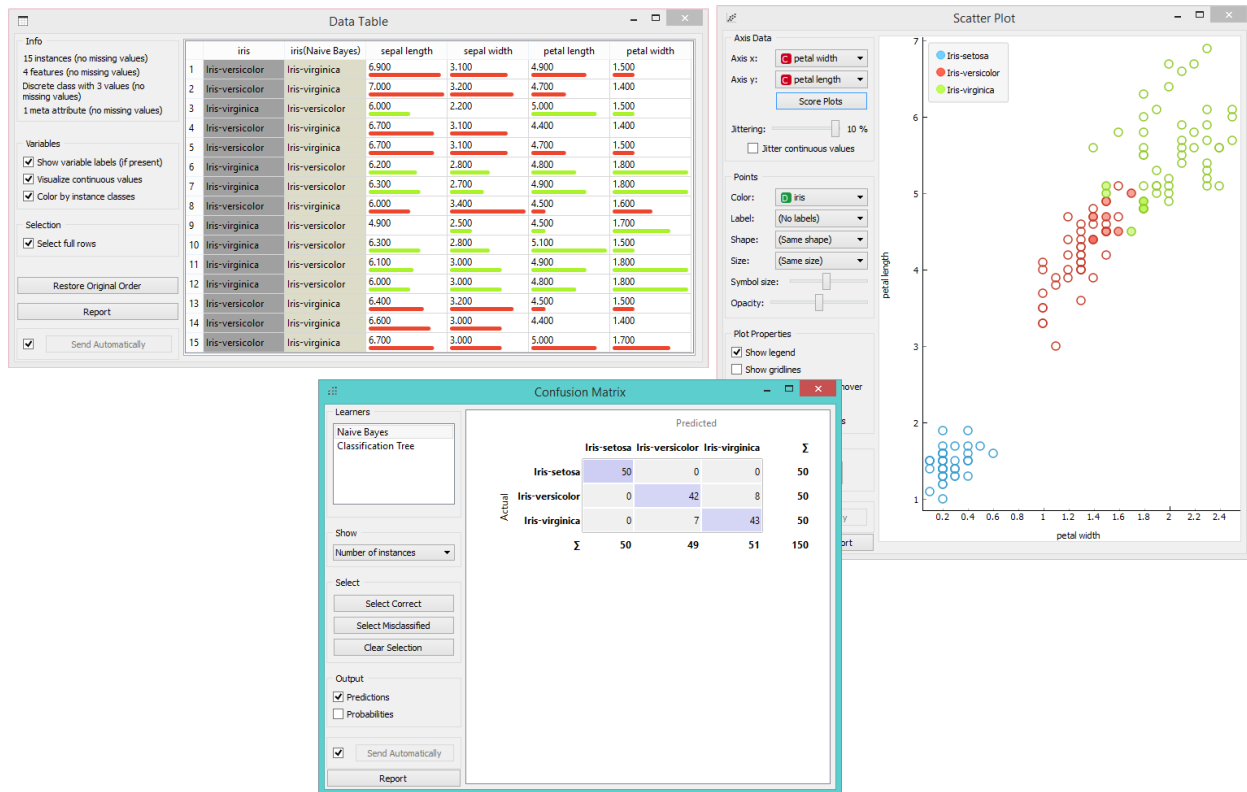 Data Table
Info
15 instances (no missing values)
4 features (no missing values)
Discrete class with 3 values (no
missing values)
1 meta attribute (no missing values)
Variables
Show variable labels (if present)
Visualize continuous values
Color by instance classes
Selection
Select full rows
Restore Original Order
Report
Send Automatically
iris iris(Naive Bayes) sepal length sepal width petal length petal width
1 Iris-versicolor Iris-virginica 6.900 3.100 4.900 1.500
2 Iris-versicolor Iris-virginica 7.000 3.200 4.700 1.400
3 Iris-virginica Iris-versicolor 6.000 2.200 5.000 1.500
4 Iris-versicolor Iris-virginica 6.700 3.100 4.400 1.400
5 Iris-versicolor Iris-virginica 6.700 3.100 4.700 1.500
6 Iris-virginica Iris-versicolor 6.200 2.800 4.800 1.800
7 Iris-virginica Iris-versicolor 6.300 2.700 4.900 1.800
8 Iris-versicolor Iris-virginica 6.000 3.400 4.500 1.600
9 Iris-virginica Iris-versicolor 4.900 2.500 4.500 1.700
10 Iris-virginica Iris-versicolor 6.300 2.800 5.100 1.500
11 Iris-virginica Iris-versicolor 6.100 3.000 4.900 1.800
12 Iris-virginica Iris-versicolor 6.000 3.000 4.800 1.800
13 Iris-versicolor Iris-virginica 6.400 3.200 4.500 1.500
14 Iris-versicolor Iris-virginica 6.600 3.000 4.400 1.400
15 Iris-versicolor Iris-virginica 6.700 3.000 5.000 1.700
Scatter Plot
Axis Data
Axis x: C petal width
Axis y: C petal length
Score Plots
Jittering: 10 %
Jitter continuous values
Points
Color: D iris
Label: (No labels)
Shape: (Same shape)
Size: (Same size)
Symbol size:
Opacity:
Plot Properties
Show legend
Show gridlines
Iris-setosa
Iris-versicolor
Iris-virginica
petal length
7
6
5
4
3
2
1
0.2 0.4 0.6 0.8 1 1.2 1.4 1.6 1.8 2 2.2 2.4
petal width
Confusion Matrix
Learners
Naive Bayes
Classification Tree
Show
Number of instances
Select
Select Correct
Select Misclassified
Clear Selection
Output
Predictions
Probabilities
Send Automatically
Report
Predicted
Iris-setosa Iris-versicolor Iris-virginica Σ
Actual
Iris-setosa 50 0 0 50
Iris-versicolor 0 42 8 50
Iris-virginica 0 7 43 50
Σ 50 49 51 150